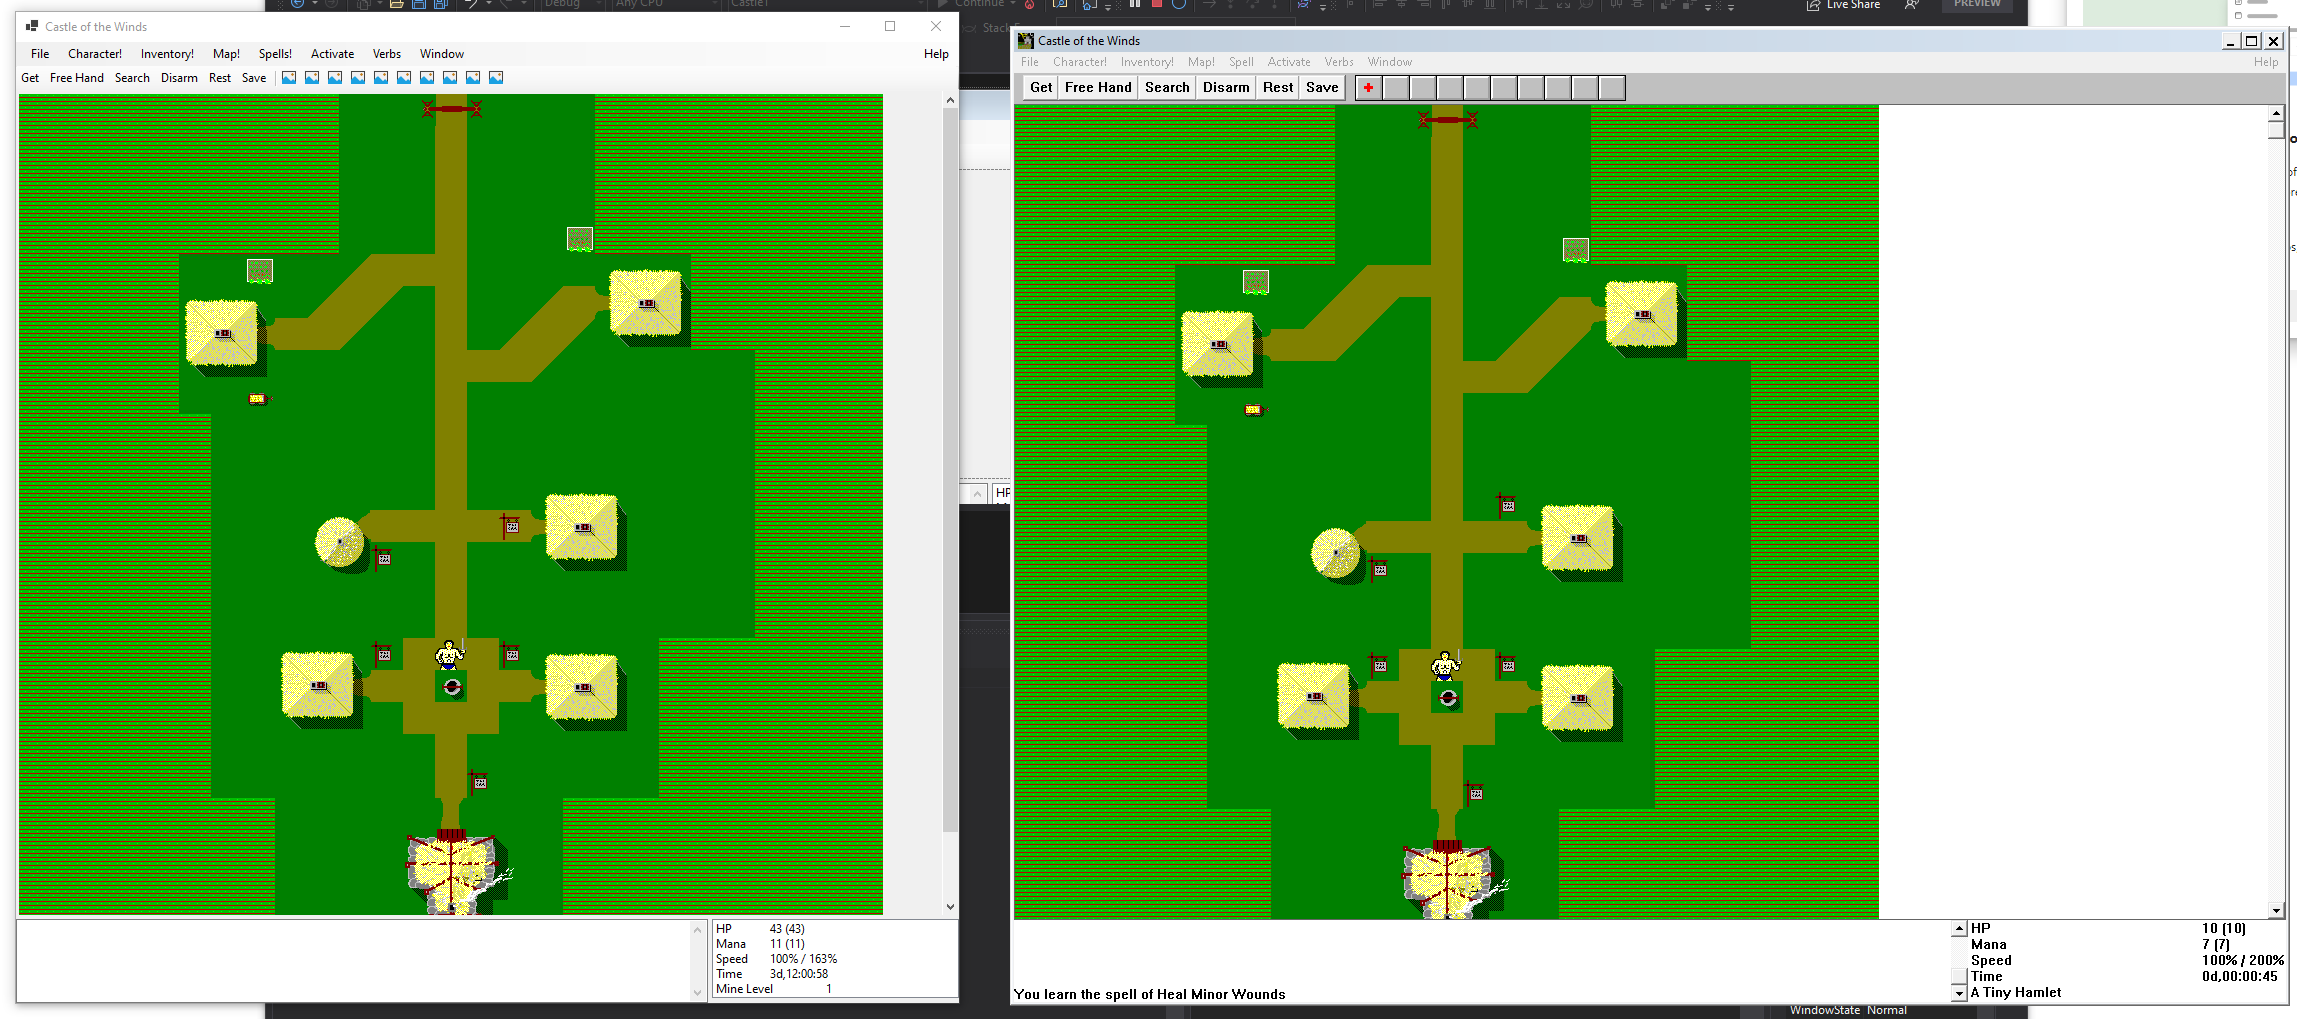 Debug
Any CPU
Castle1
Continue
Live Share
PREVIEW
Stack
Castle of the Winds
File Character! Inventory! Map! Spells! Activate Verbs Window Help
Get Free Hand Search Disarm Rest Save
HP 43 (43)
Mana 11 (11)
Speed 100% / 163%
Time 3d,12:00:58
Mine Level 1
HP
Castle of the Winds
File Character! Inventory! Map! Spell Activate Verbs Window Help
Get Free Hand Search Disarm Rest Save
You learn the spell of Heal Minor Wounds
HP 10 (10)
Mana 7 (7)
Speed 100% / 200%
Time 0d,00:00:45
A Tiny Hamlet
WindowState Normal